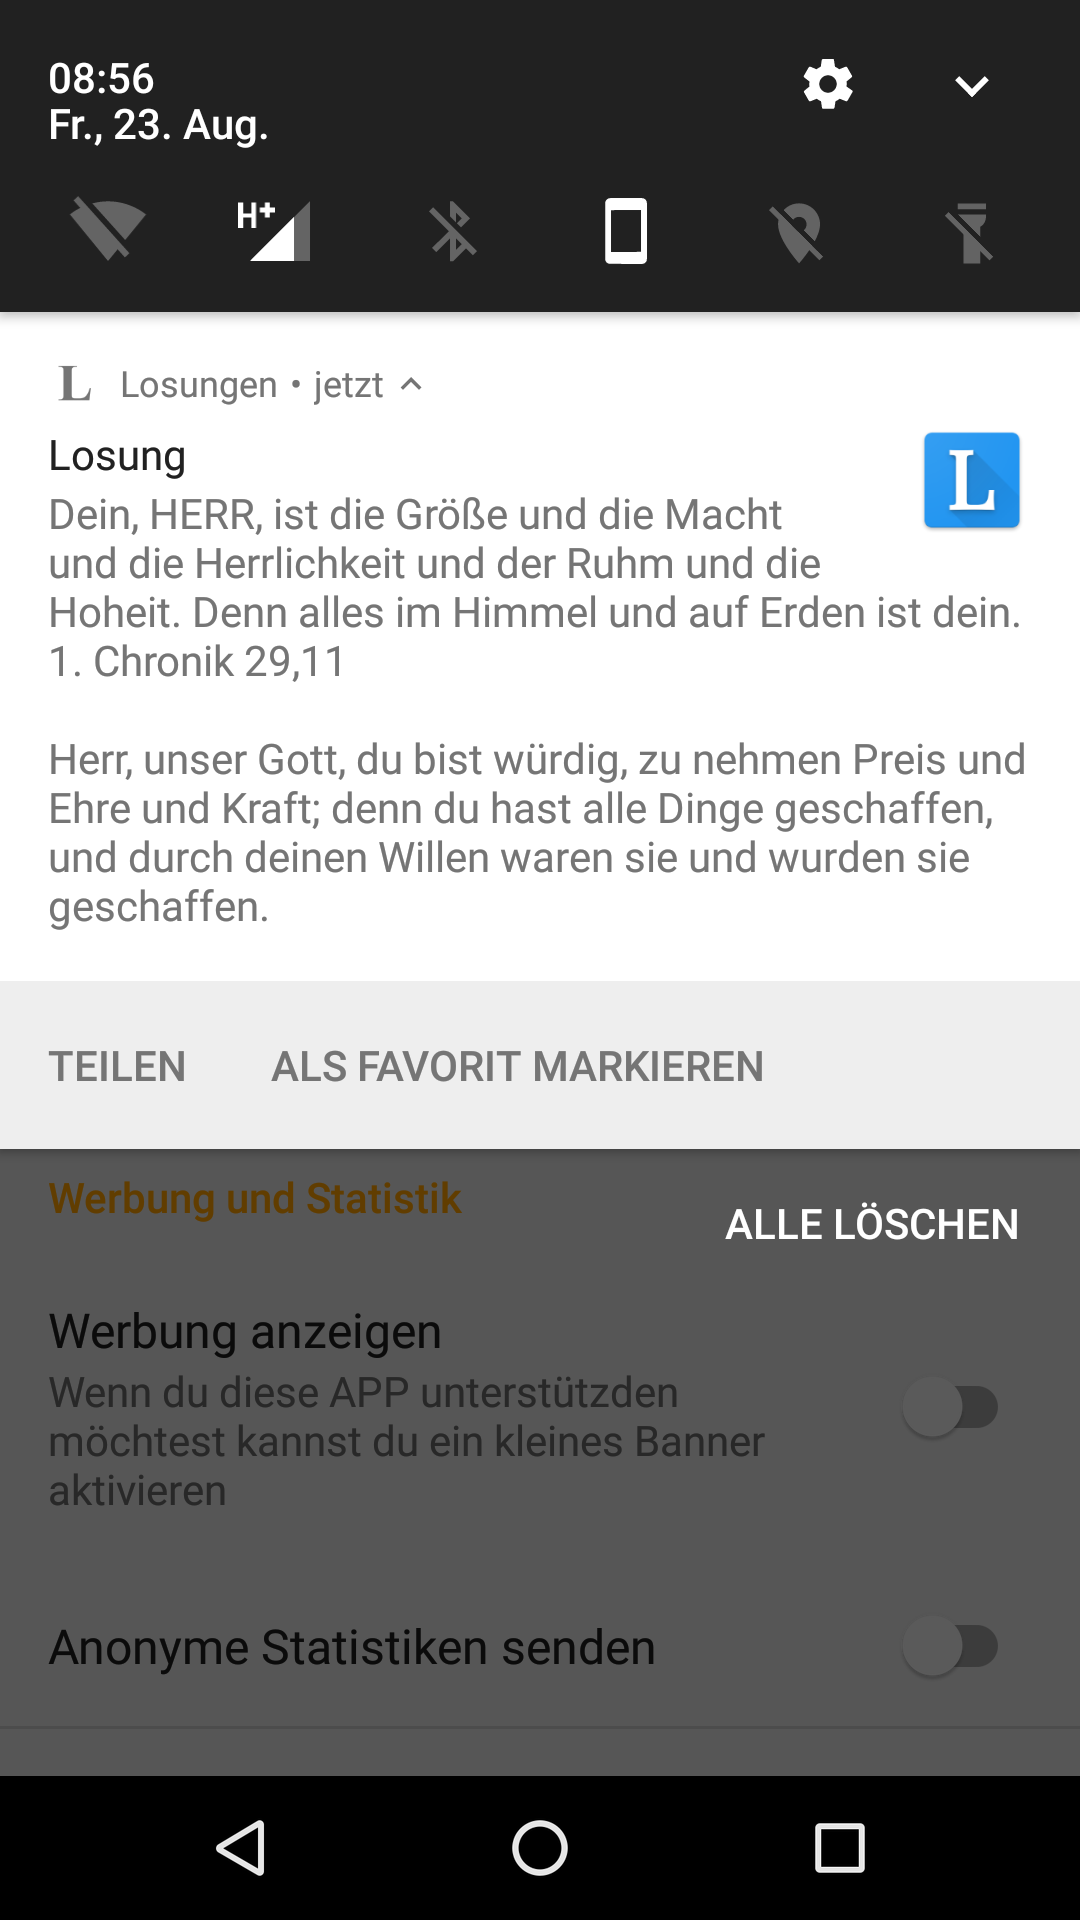 08:56
Fr., 23. Aug.
H+
L Losungen • jetzt
Losung
L
Dein, HERR, ist die Größe und die Macht
und die Herrlichkeit und der Ruhm und die
Hoheit. Denn alles im Himmel und auf Erden ist dein.
1. Chronik 29,11
Herr, unser Gott, du bist würdig, zu nehmen Preis und
Ehre und Kraft; denn du hast alle Dinge geschaffen,
und durch deinen Willen waren sie und wurden sie
geschaffen.
TEILEN ALS FAVORIT MARKIEREN
Werbung und Statistik
ALLE LÖSCHEN
Werbung anzeigen
Wenn du diese APP unterstützden
möchtest kannst du ein kleines Banner
aktivieren
Anonyme Statistiken senden